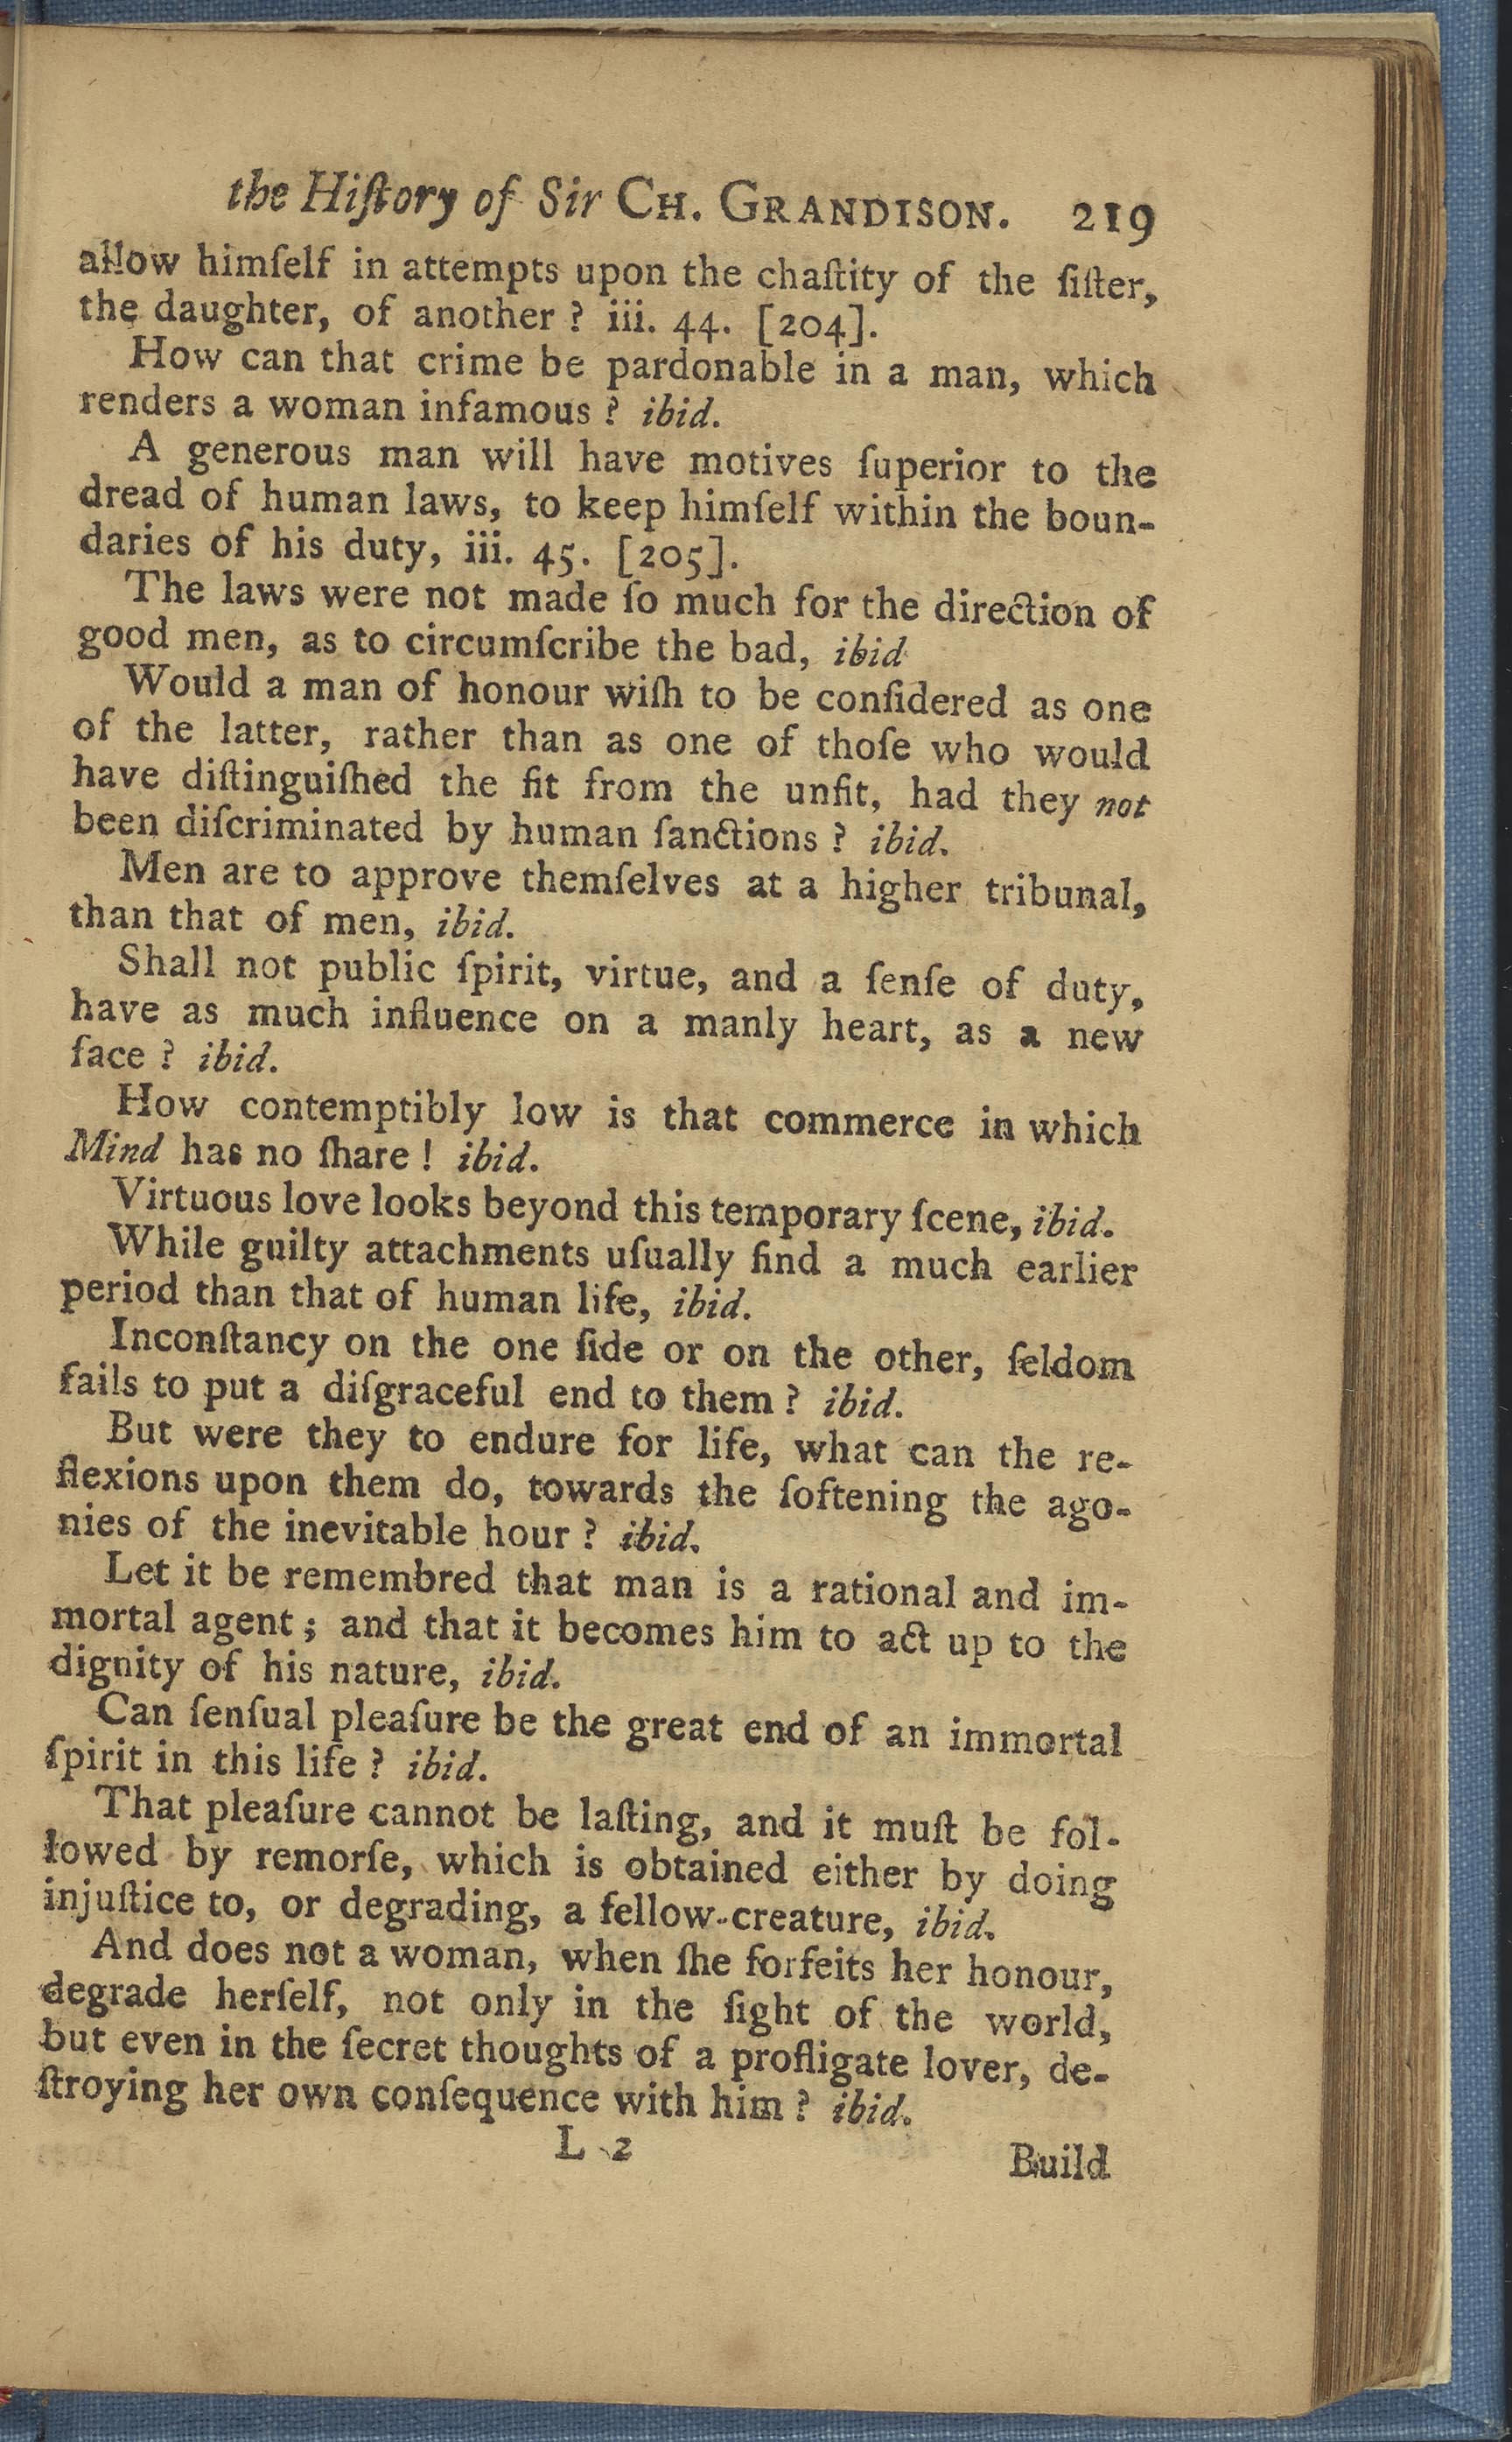 the Hiſtory of Sir CH. GRANDISON. 219
allow himſelf in attempts upon the chaſtity of the ſiſter,
the daughter, of another ? iii. 44. [204].
How can that crime be pardonable in a man, which
renders a woman infamous ? ibid.
A generous man will have motives ſuperior to the
dread of human laws, to keep himſelf within the boun-
daries of his duty, iii. 45. [205].
The laws were not made ſo much for the direction of
good men, as to circumſcribe the bad, ibid
Would a man of honour wiſh to be conſidered as one
of the latter, rather than as one of thoſe who would
have diſtinguiſhed the fit from the unfit, had they not
been diſcriminated by human ſanctions ? ibid.
Men are to approve themſelves at a higher tribunal,
than that of men, ibid.
Shall not public ſpirit, virtue, and a ſenſe of duty,
have as much influence on a manly heart, as a new
face ? ibid.
How contemptibly low is that commerce in which
Mind has no ſhare ! ibid.
Virtuous love looks beyond this temporary ſcene, ibid.
While guilty attachments uſually find a much earlier
period than that of human life, ibid.
Inconſtancy on the one ſide or on the other, ſeldom
fails to put a diſgraceful end to them ? ibid.
But were they to endure for life, what can the re-
flexions upon them do, towards the ſoftening the ago-
nies of the inevitable hour ? ibid.
Let it be remembred that man is a rational and im-
mortal agent ; and that it becomes him to act up to the
dignity of his nature, ibid.
Can ſenſual pleaſure be the great end of an immortal
ſpirit in this life ? ibid.
That pleaſure cannot be laſting, and it muſt be fol-
lowed by remorſe, which is obtained either by doing
injuſtice to, or degrading, a fellow-creature, ibid.
And does not a woman, when ſhe forfeits her honour,
degrade herſelf, not only in the ſight of the world,
but even in the ſecret thoughts of a profligate lover, de-
ſtroying her own conſequence with him ? ibid.
L 2
Build